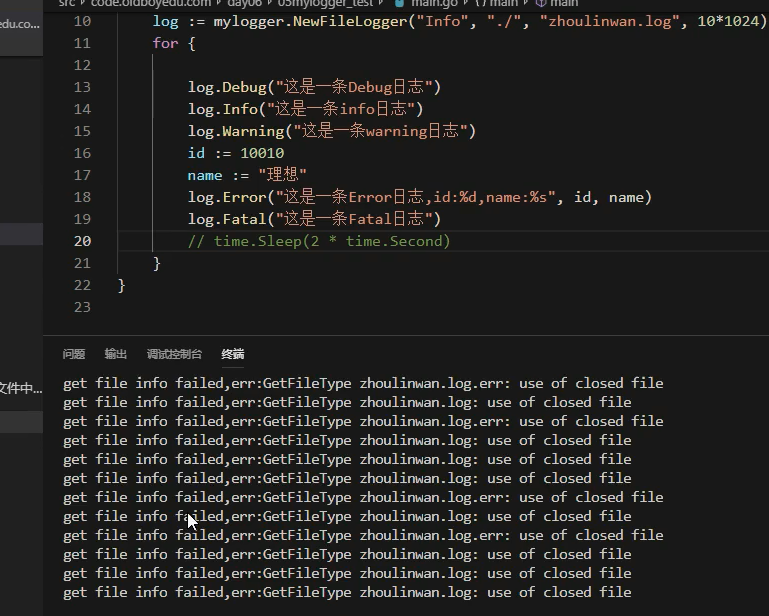 src › code.oldboyedu.com › day06 › 05mylogger_test › main.go › {} main › main
edu.co...
10 log := mylogger.NewFileLogger("Info", "./", "zhoulinwan.log", 10*1024)
11 for {
12
13 log.Debug("这是一条Debug日志")
14 log.Info("这是一条info日志")
15 log.Warning("这是一条warning日志")
16 id := 10010
17 name := "理想"
18 log.Error("这是一条Error日志,id:%d,name:%s", id, name)
19 log.Fatal("这是一条Fatal日志")
20 // time.Sleep(2 * time.Second)
21 }
22 }
23
问题 输出 调试控制台 终端
文件中...
get file info failed,err:GetFileType zhoulinwan.log.err: use of closed file
get file info failed,err:GetFileType zhoulinwan.log: use of closed file
get file info failed,err:GetFileType zhoulinwan.log.err: use of closed file
get file info failed,err:GetFileType zhoulinwan.log: use of closed file
get file info failed,err:GetFileType zhoulinwan.log: use of closed file
get file info failed,err:GetFileType zhoulinwan.log: use of closed file
get file info failed,err:GetFileType zhoulinwan.log.err: use of closed file
get file info failed,err:GetFileType zhoulinwan.log: use of closed file
get file info failed,err:GetFileType zhoulinwan.log.err: use of closed file
get file info failed,err:GetFileType zhoulinwan.log: use of closed file
get file info failed,err:GetFileType zhoulinwan.log: use of closed file
get file info failed,err:GetFileType zhoulinwan.log: use of closed file